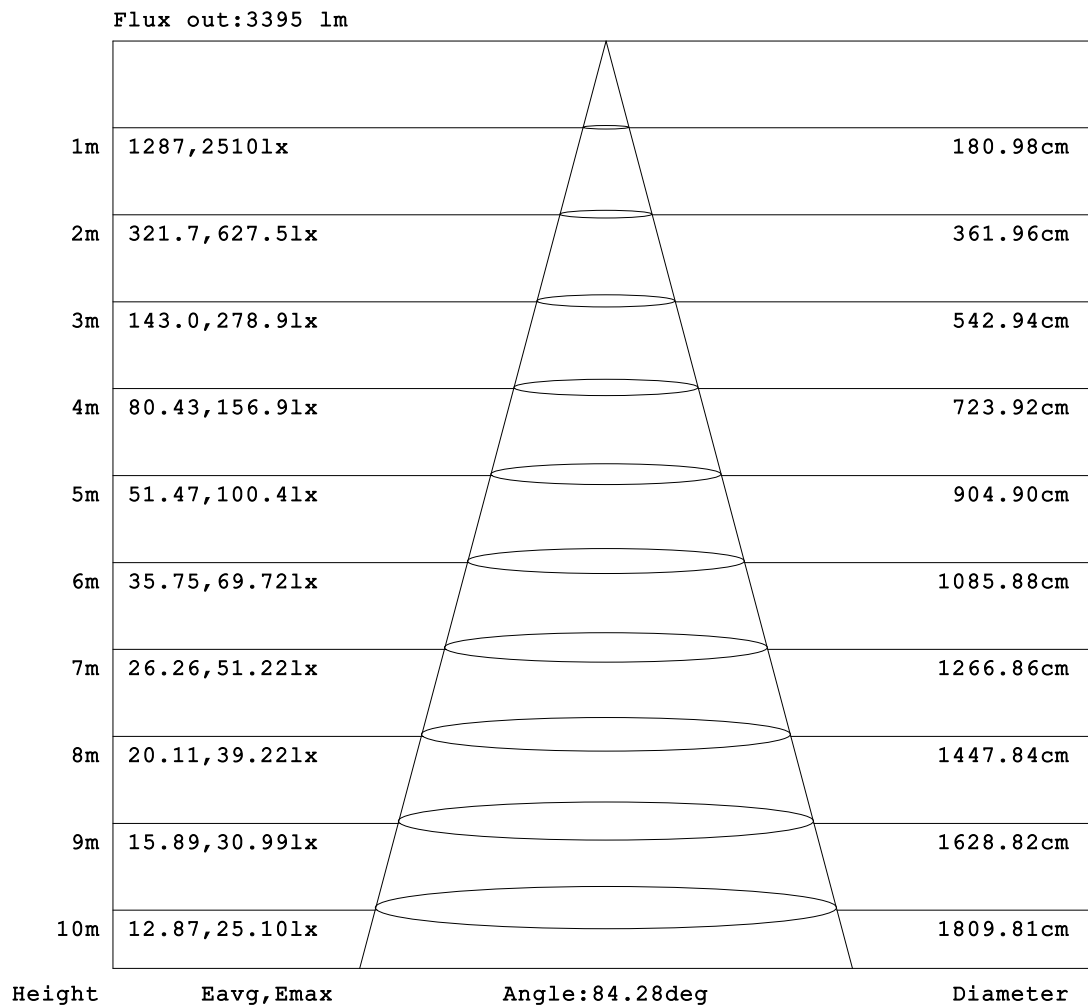 Flux out:3395 lm
1m 1287,2510lx 180.98cm
2m 321.7,627.5lx 361.96cm
3m 143.0,278.9lx 542.94cm
4m 80.43,156.9lx 723.92cm
5m 51.47,100.4lx 904.90cm
6m 35.75,69.72lx 1085.88cm
7m 26.26,51.22lx 1266.86cm
8m 20.11,39.22lx 1447.84cm
9m 15.89,30.99lx 1628.82cm
10m 12.87,25.10lx 1809.81cm
Height Eavg,Emax Angle:84.28deg Diameter